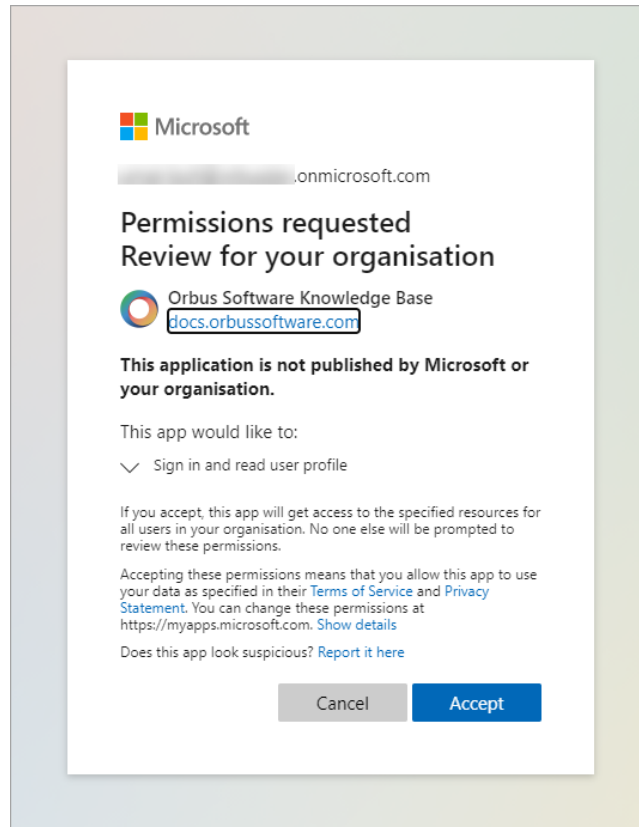 Microsoft
.onmicrosoft.com
Permissions requested
Review for your organisation
Orbus Software Knowledge Base
docs.orbussoftware.com
This application is not published by Microsoft or
your organisation.
This app would like to:
Sign in and read user profile
If you accept, this app will get access to the specified resources for
all users in your organisation. No one else will be prompted to
review these permissions.
Accepting these permissions means that you allow this app to use
your data as specified in their Terms of Service and Privacy
Statement. You can change these permissions at
https://myapps.microsoft.com. Show details
Does this app look suspicious? Report it here
Cancel
Accept